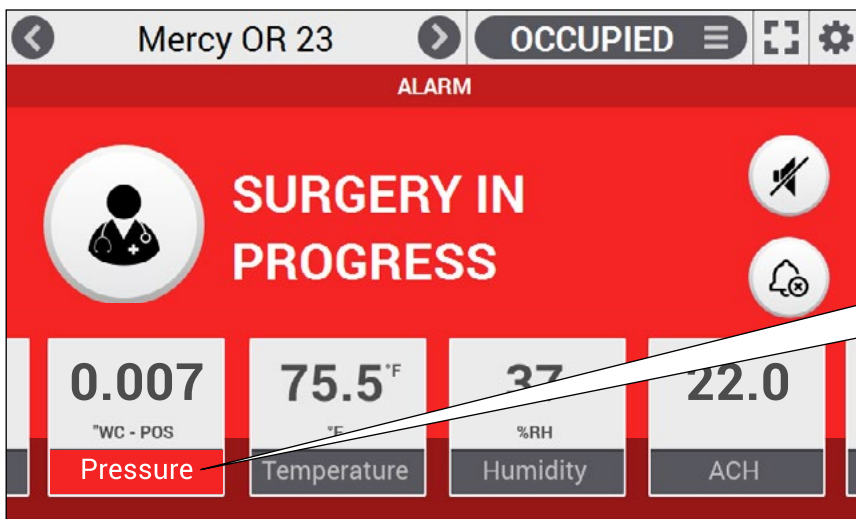 Mercy OR 23
OCCUPIED
ALARM
SURGERY IN
PROGRESS
0.007
"WC - POS
Pressure
75.5°F
°F
Temperature
37
%RH
Humidity
22.0
ACH